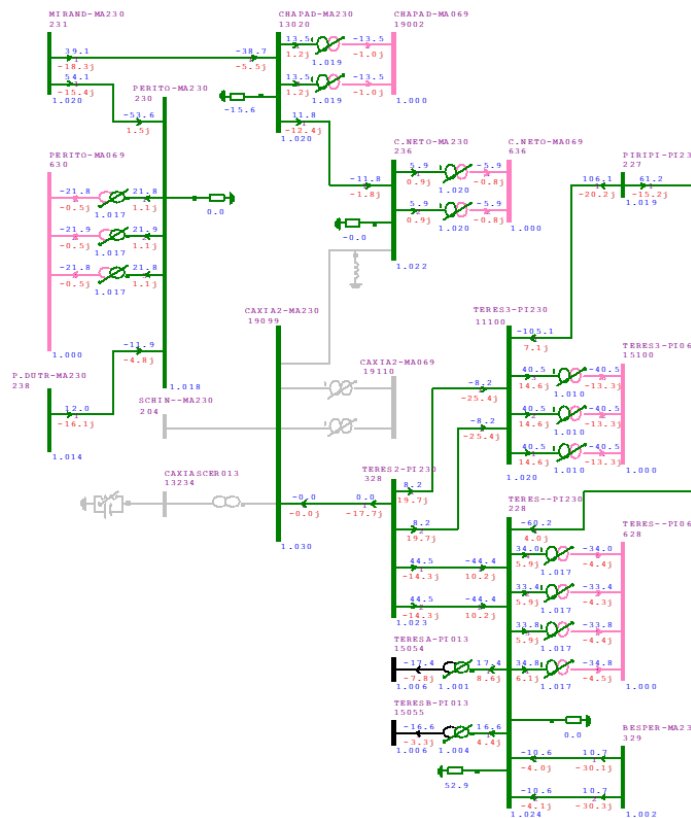 MIRAND-MA230
231
CHAPAD-MA230
13020
CHAPAD-MA069
19002
39.1
-18.3j
-38.7
-5.5j
13.5
1.2j
1.019
-13.5
-1.0j
54.1
-15.4j
1.020
13.5
1.2j
1.019
-13.5
-1.0j
1.000
PERITO-MA230
230
-53.6
1.5j
-15.6
11.8
-12.4j
1.020
C.NETO-MA230
236
C.NETO-MA069
636
PIRIPI-PI23
227
PERITO-MA069
630
-21.8
-0.5j
1.017
21.8
1.1j
0.0
-11.8
-1.8j
5.9
0.9j
1.020
-5.9
-0.8j
106.1
-20.2j
61.2
-15.2j
1.019
-21.9
-0.5j
1.017
21.9
1.1j
-0.0
5.9
0.9j
1.020
-5.9
-0.8j
1.000
-21.8
-0.5j
1.017
21.8
1.1j
1.022
CAXIA2-MA230
19099
TERES3-PI230
11100
-105.1
7.1j
TERES3-PI06
15100
1.000
-11.9
-4.8j
CAXIA2-MA069
19110
-8.2
-25.4j
40.5
14.6j
1.010
-40.5
-13.3j
P.DUTR-MA230
238
12.0
-16.1j
1.014
1.018
SCHIN--MA230
204
-8.2
-25.4j
40.5
14.6j
1.010
-40.5
-13.3j
40.5
14.6j
1.010
-40.5
-13.3j
1.020
1.000
CAXIASCER013
13234
TERES2-PI230
328
8.2
19.7j
-0.0
-0.0j
0.0
-17.7j
8.2
19.7j
TERES--PI230
228
-60.2
4.0j
TERES--PI06
628
1.030
44.5
-14.3j
-44.4
10.2j
34.0
5.9j
1.017
-34.0
-4.4j
44.5
-14.3j
-44.4
10.2j
1.023
33.4
5.9j
1.017
-33.4
-4.3j
33.8
5.9j
1.017
-33.8
-4.4j
TERESA-PI013
15054
-17.4
-7.8j
1.006
1.001
17.4
8.6j
34.8
6.1j
1.017
-34.8
-4.5j
1.000
TERESB-PI013
15055
-16.6
-3.3j
1.006
1.004
16.6
4.4j
0.0
BESPER-MA23
329
52.9
-10.6
-4.0j
10.7
-30.1j
-10.6
-4.1j
10.7
-30.3j
1.024
1.002